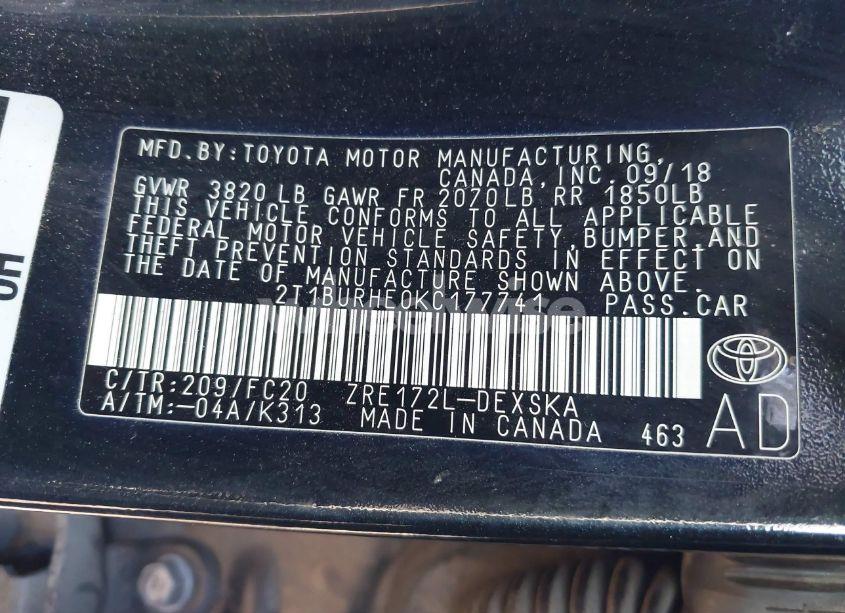 MFD.BY:TOYOTA MOTOR MANUFACTURING,
CANADA, INC. 09/18
GVWR 3820 LB GAWR FR 2070LB RR 1850LB
THIS VEHICLE CONFORMS TO ALL APPLICABLE
FEDERAL MOTOR VEHICLE SAFETY, BUMPER, AND
THEFT PREVENTION STANDARDS IN EFFECT ON
THE DATE OF MANUFACTURE SHOWN ABOVE.
2T1BURHE0KC177741 PASS.CAR
C/TR:209/FC20 ZRE172L-DEXSKA
A/TM:-04A/K313 MADE IN CANADA 463
AD